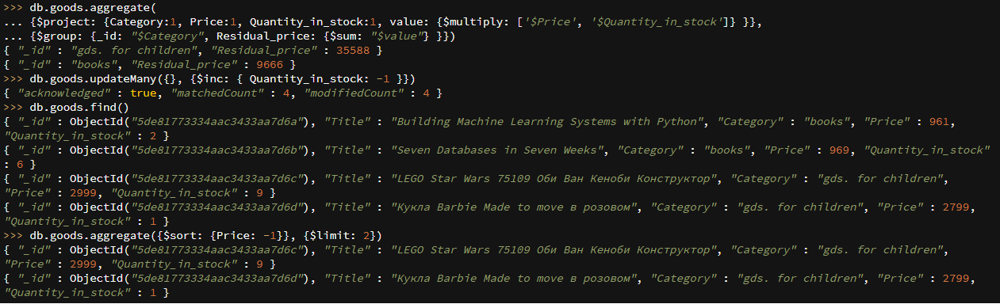 >>> db.goods.aggregate(
... {$project: {Category:1, Price:1, Quantity_in_stock:1, value: {$multiply: ['$Price', '$Quantity_in_stock']} }},
... {$group: {_id: "$Category", Residual_price: {$sum: "$value"} }})
{ "_id" : "gds. for children", "Residual_price" : 35588 }
{ "_id" : "books", "Residual_price" : 9666 }
>>> db.goods.updateMany({}, {$inc: { Quantity_in_stock: -1 }})
{ "acknowledged" : true, "matchedCount" : 4, "modifiedCount" : 4 }
>>> db.goods.find()
{ "_id" : ObjectId("5de81773334aac3433aa7d6a"), "Title" : "Building Machine Learning Systems with Python", "Category" : "books", "Price" : 961,
"Quantity_in_stock" : 2 }
{ "_id" : ObjectId("5de81773334aac3433aa7d6b"), "Title" : "Seven Databases in Seven Weeks", "Category" : "books", "Price" : 969, "Quantity_in_stock"
: 6 }
{ "_id" : ObjectId("5de81773334aac3433aa7d6c"), "Title" : "LEGO Star Wars 75109 Оби Ван Кеноби Конструктор", "Category" : "gds. for children",
"Price" : 2999, "Quantity_in_stock" : 9 }
{ "_id" : ObjectId("5de81773334aac3433aa7d6d"), "Title" : "Кукла Barbie Made to move в розовом", "Category" : "gds. for children", "Price" : 2799,
"Quantity_in_stock" : 1 }
>>> db.goods.aggregate({$sort: {Price: -1}}, {$limit: 2})
{ "_id" : ObjectId("5de81773334aac3433aa7d6c"), "Title" : "LEGO Star Wars 75109 Оби Ван Кеноби Конструктор", "Category" : "gds. for children",
"Price" : 2999, "Quantity_in_stock" : 9 }
{ "_id" : ObjectId("5de81773334aac3433aa7d6d"), "Title" : "Кукла Barbie Made to move в розовом", "Category" : "gds. for children", "Price" : 2799,
"Quantity_in_stock" : 1 }